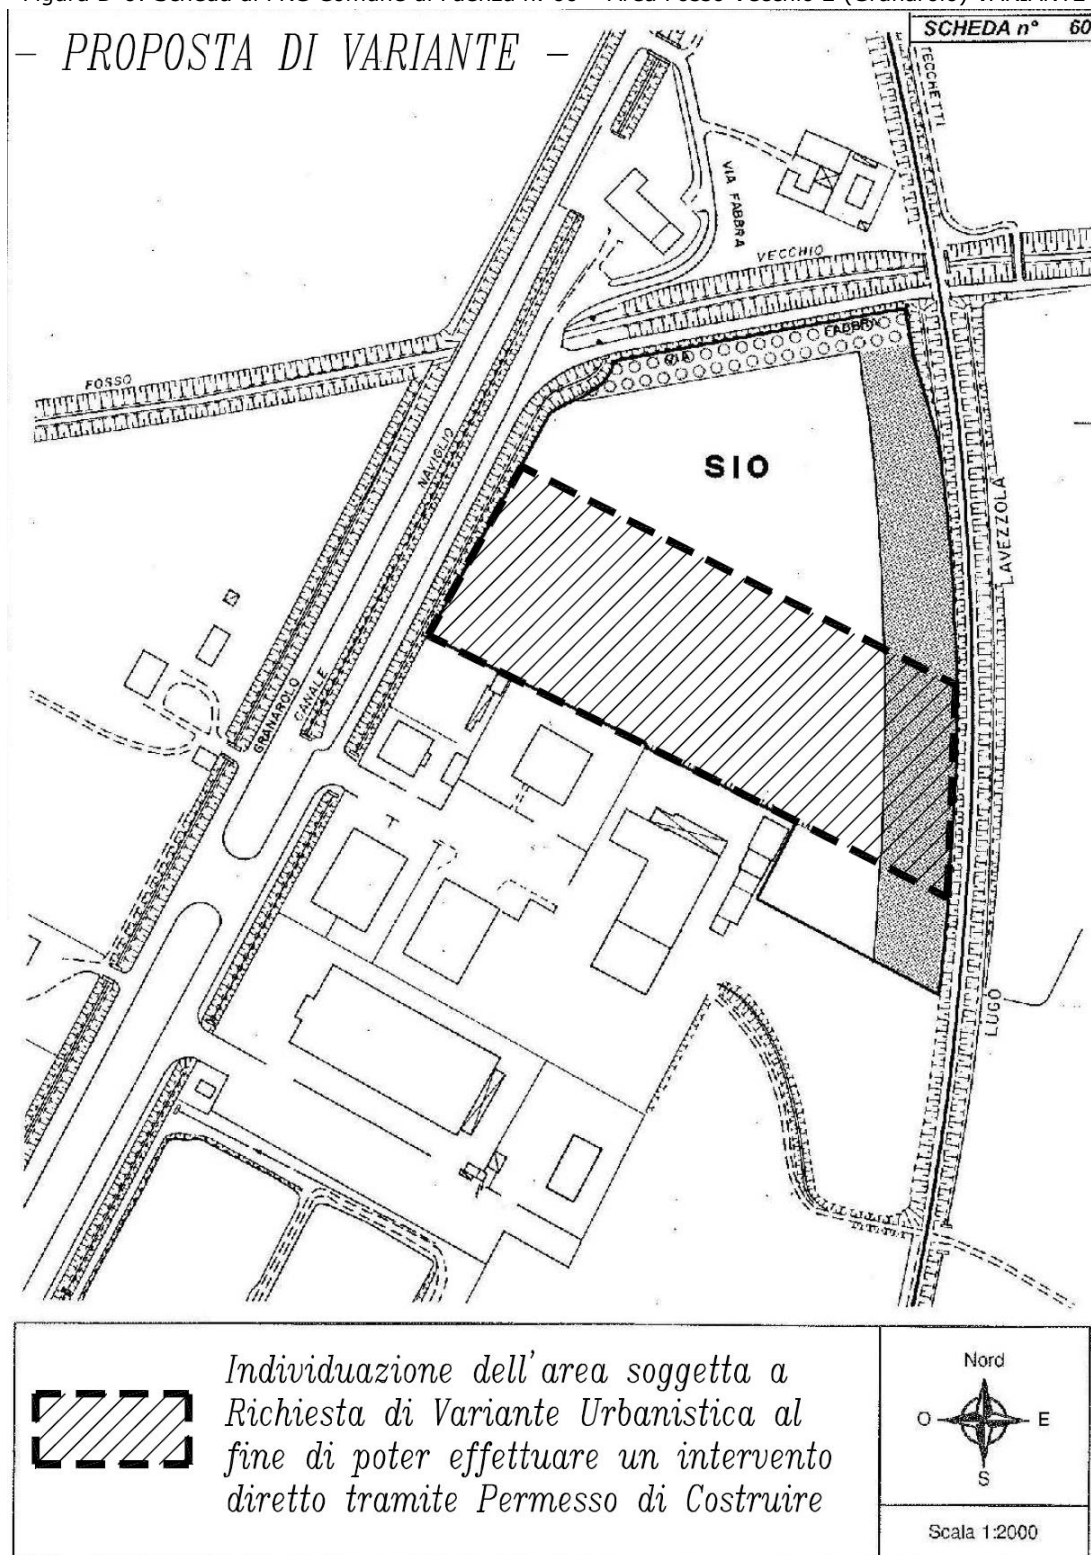 SCHEDA n° 60
- PROPOSTA DI VARIANTE -
TECCHETTI
VIA FABBRA
VECCHIO
VIA FABBRA
FOSSO
NAVIGLIO
SIO
LAVEZZOLA
CANALE
GRANAROLO
LUGO
Individuazione dell'area soggetta a
Richiesta di Variante Urbanistica al
fine di poter effettuare un intervento
diretto tramite Permesso di Costruire
Nord
O E
S
Scala 1:2000